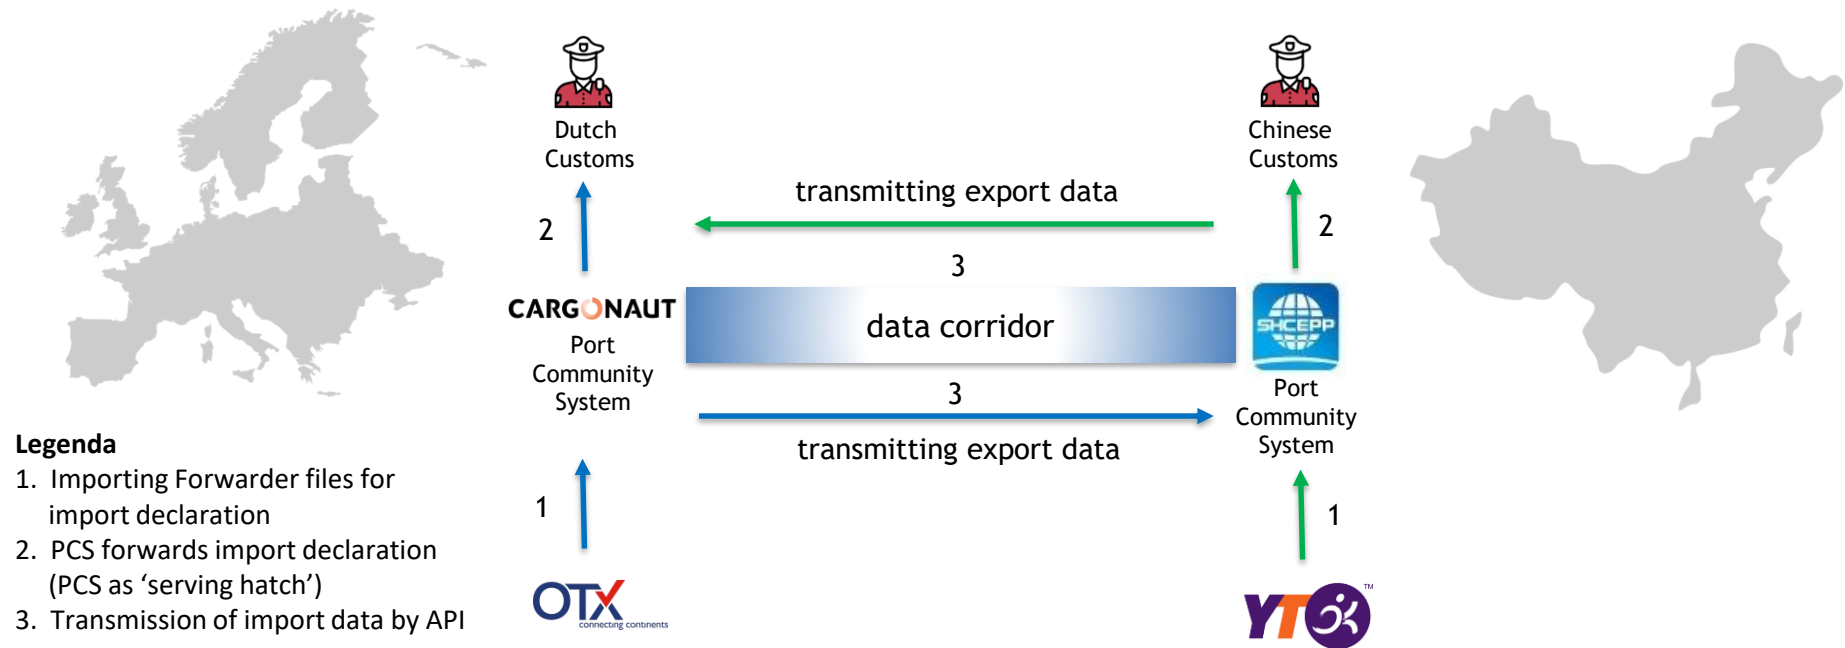 Dutch
Customs
Chinese
Customs
transmitting export data
2
2
3
CARGONAUT
data corridor
SHCEPP
Port
Community
System
Port
Community
System
3
transmitting export data
Legenda
1. Importing Forwarder files for
import declaration
2. PCS forwards import declaration
(PCS as ‘serving hatch’)
3. Transmission of import data by API
1
1
OTX
connecting continents
YTO
TM